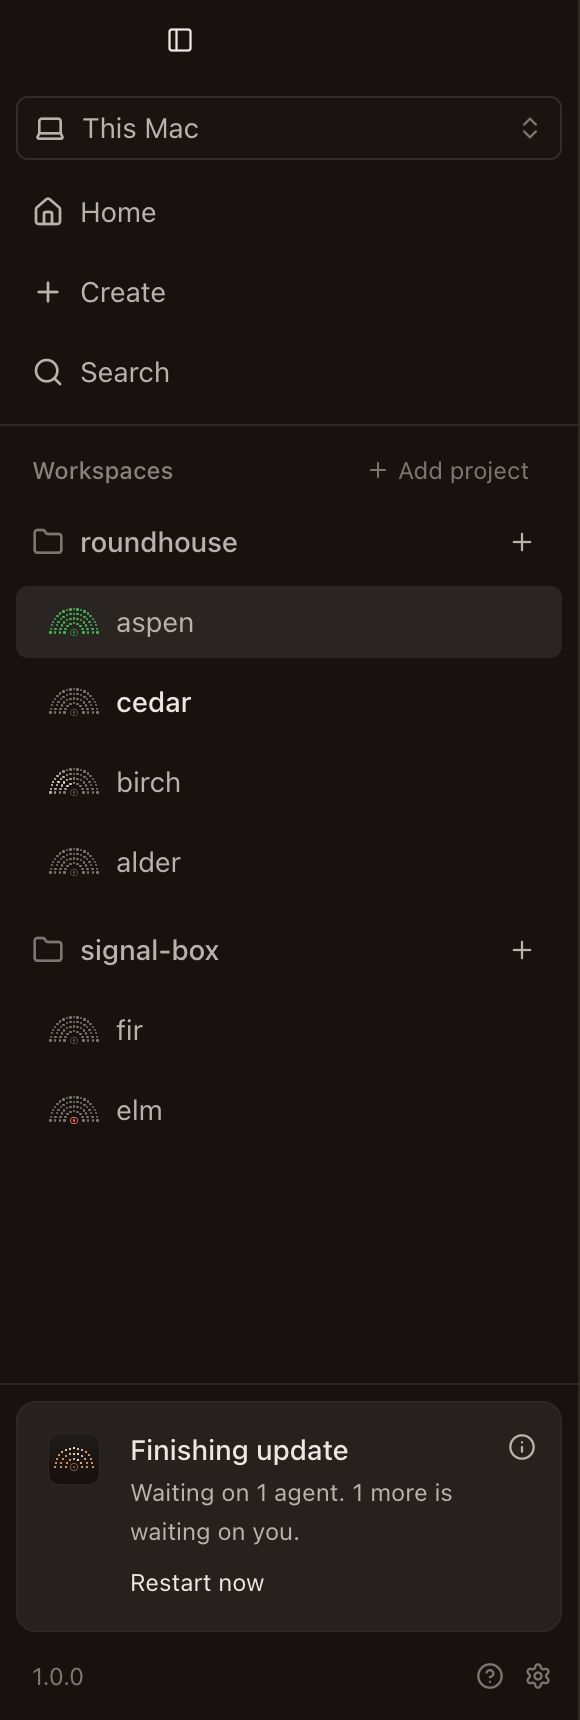 This Mac
Home
Create
Search
Workspaces
Add project
roundhouse
aspen
cedar
birch
alder
signal-box
fir
elm
Finishing update
Waiting on 1 agent. 1 more is
waiting on you.
Restart now
1.0.0